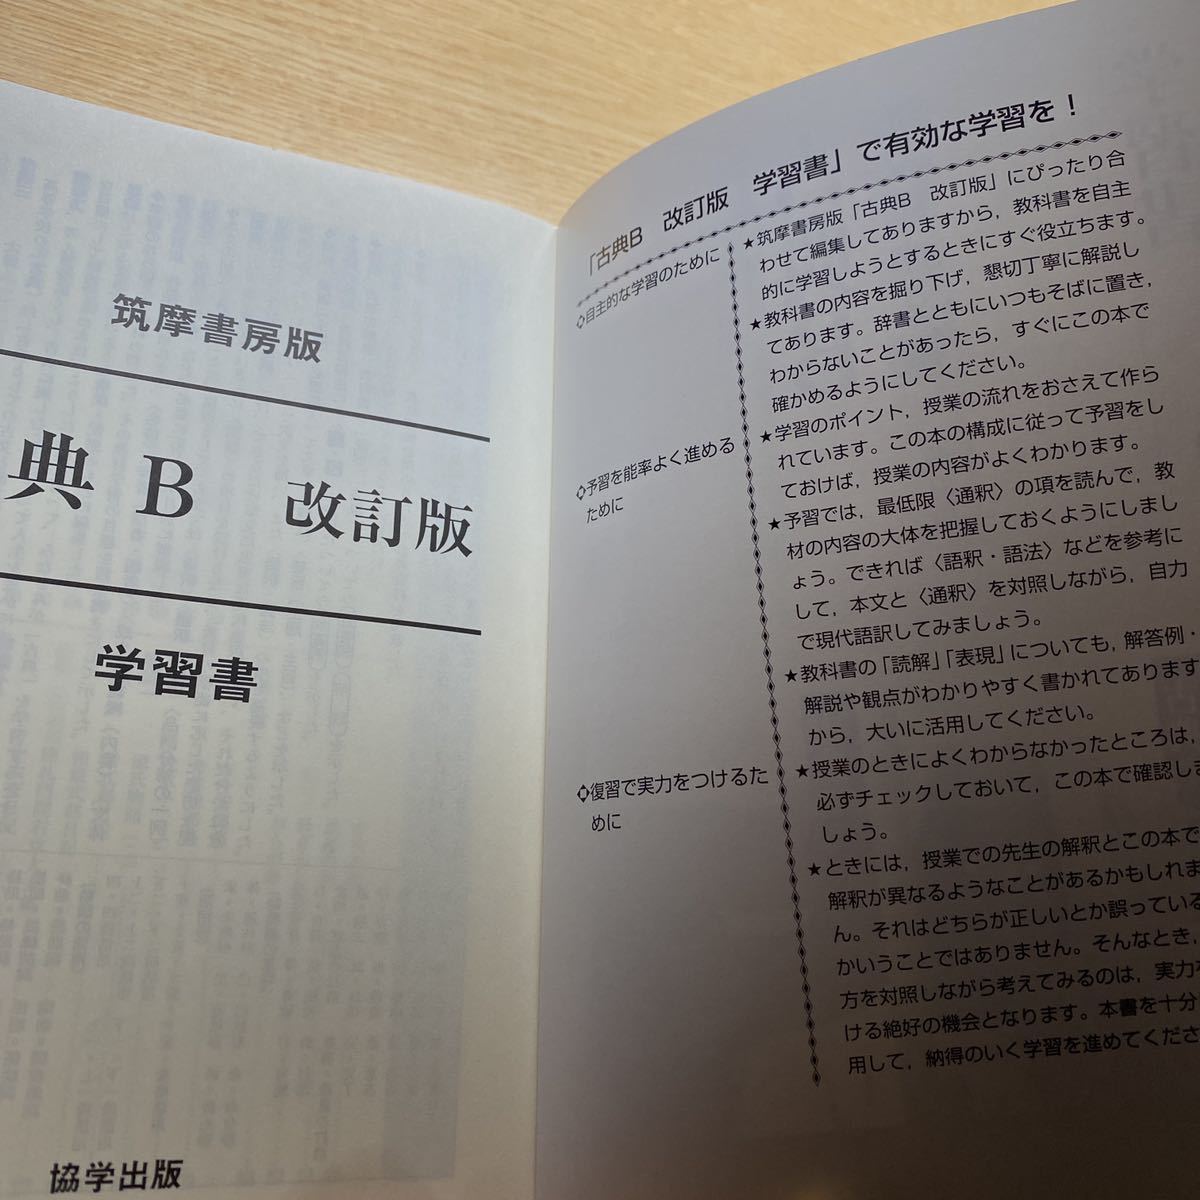 筑摩書房版
典B 改訂版
学習書
協学出版
「古典B 改訂版 学習書」で有効な学習を!
◇自主的な学習のために
★筑摩書房版「古典B 改訂版」にぴったり合
わせて編集してありますから,教科書を自主
的に学習しようとするときにすぐ役立ちます。
★教科書の内容を掘り下げ,懇切丁寧に解説し
てあります。辞書とともにいつもそばに置き,
わからないことがあったら,すぐにこの本で
確かめるようにしてください。
◇予習を能率よく進める
ために
★学習のポイント,授業の流れをおさえて作ら
れています。この本の構成に従って予習をし
ておけば,授業の内容がよくわかります。
★予習では,最低限〈通釈〉の項を読んで,教
材の内容の大体を把握しておくようにしまし
ょう。できれば〈語釈・語法〉などを参考に
して,本文と〈通釈〉を対照しながら,自力
で現代語訳してみましょう。
★教科書の「読解」「表現」についても,解答例・
解説や観点がわかりやすく書かれてあります
から,大いに活用してください。
◇復習で実力をつけるた
めに
★授業のときによくわからなかったところは,
必ずチェックしておいて,この本で確認しま
しょう。
★ときには,授業での先生の解釈とこの本で
解釈が異なるようなことがあるかもしれま
ん。それはどちらが正しいとか誤っている
かいうことではありません。そんなとき,
方を対照しながら考えてみるのは,実力を
ける絶好の機会となります。本書を十分
用して,納得のいく学習を進めてくださ